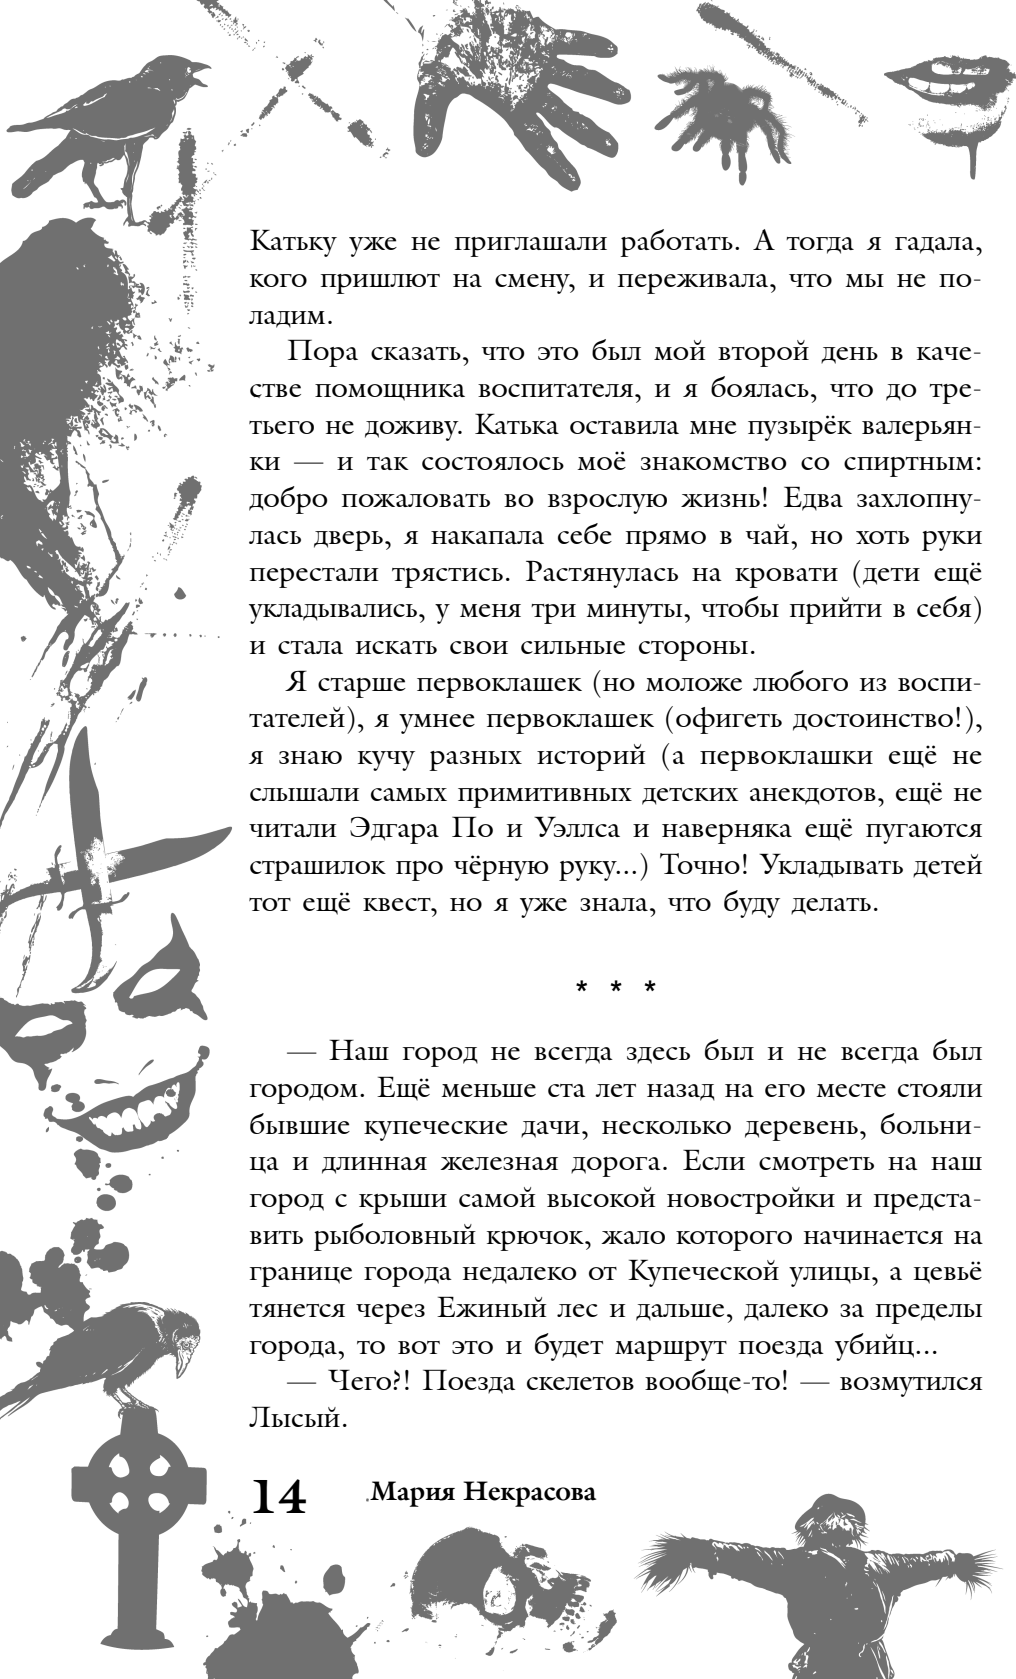 Катьку уже не приглашали работать. А тогда я гадала,
кого пришлют на смену, и переживала, что мы не по-
ладим.
Пора сказать, что это был мой второй день в каче-
стве помощника воспитателя, и я боялась, что до тре-
тьего не доживу. Катька оставила мне пузырёк валерьян-
ки — и так состоялось моё знакомство со спиртным:
добро пожаловать во взрослую жизнь! Едва захлопну-
лась дверь, я накапала себе прямо в чай, но хоть руки
перестали трястись. Растянулась на кровати (дети ещё
укладывались, у меня три минуты, чтобы прийти в себя)
и стала искать свои сильные стороны.
Я старше первоклашек (но моложе любого из воспи-
тателей), я умнее первоклашек (офигеть достоинство!),
я знаю кучу разных историй (а первоклашки ещё не
слышали самых примитивных детских анекдотов, ещё не
читали Эдгара По и Уэллса и наверняка ещё пугаются
страшилок про чёрную руку...) Точно! Укладывать детей
тот ещё квест, но я уже знала, что буду делать.
* * *
— Наш город не всегда здесь был и не всегда был
городом. Ещё меньше ста лет назад на его месте стояли
бывшие купеческие дачи, несколько деревень, больни-
ца и длинная железная дорога. Если смотреть на наш
город с крыши самой высокой новостройки и предста-
вить рыболовный крючок, жало которого начинается на
границе города недалеко от Купеческой улицы, а цевьё
тянется через Ежиный лес и дальше, далеко за пределы
города, то вот это и будет маршрут поезда убийц...
— Чего?! Поезда скелетов вообще-то! — возмутился
Лысый.
14 Мария Некрасова